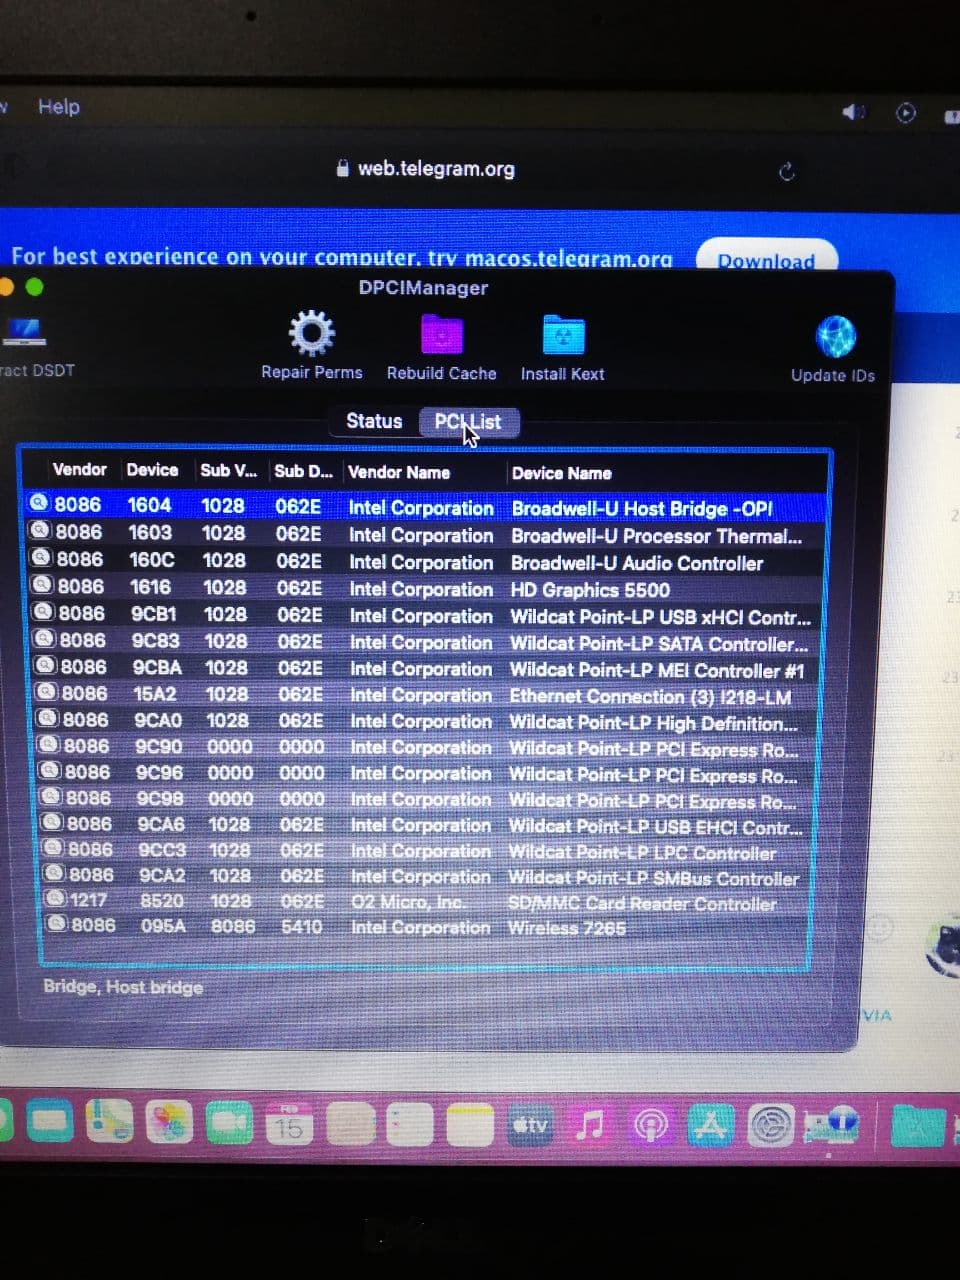 Help
web.telegram.org
For best experience on your computer, try macos.telegram.org Download
DPCIManager
ract DSDT Repair Perms Rebuild Cache Install Kext Update IDs
Status PCI List
Vendor Device Sub V... Sub D... Vendor Name Device Name
8086 1604 1028 062E Intel Corporation Broadwell-U Host Bridge -OPI
8086 1603 1028 062E Intel Corporation Broadwell-U Processor Thermal...
8086 160C 1028 062E Intel Corporation Broadwell-U Audio Controller
8086 1616 1028 062E Intel Corporation HD Graphics 5500
8086 9CB1 1028 062E Intel Corporation Wildcat Point-LP USB xHCI Contr...
8086 9C83 1028 062E Intel Corporation Wildcat Point-LP SATA Controller...
8086 9CBA 1028 062E Intel Corporation Wildcat Point-LP MEI Controller #1
8086 15A2 1028 062E Intel Corporation Ethernet Connection (3) I218-LM
8086 9CA0 1028 062E Intel Corporation Wildcat Point-LP High Definition...
8086 9C90 0000 0000 Intel Corporation Wildcat Point-LP PCI Express Ro...
8086 9C96 0000 0000 Intel Corporation Wildcat Point-LP PCI Express Ro...
8086 9C98 0000 0000 Intel Corporation Wildcat Point-LP PCI Express Ro...
8086 9CA6 1028 062E Intel Corporation Wildcat Point-LP USB EHCI Contr...
8086 9CC3 1028 062E Intel Corporation Wildcat Point-LP LPC Controller
8086 9CA2 1028 062E Intel Corporation Wildcat Point-LP SMBus Controller
1217 8520 1028 062E O2 Micro, Inc. SD/MMC Card Reader Controller
8086 095A 8086 5410 Intel Corporation Wireless 7265
Bridge, Host bridge
VIA
FEB
15
tv